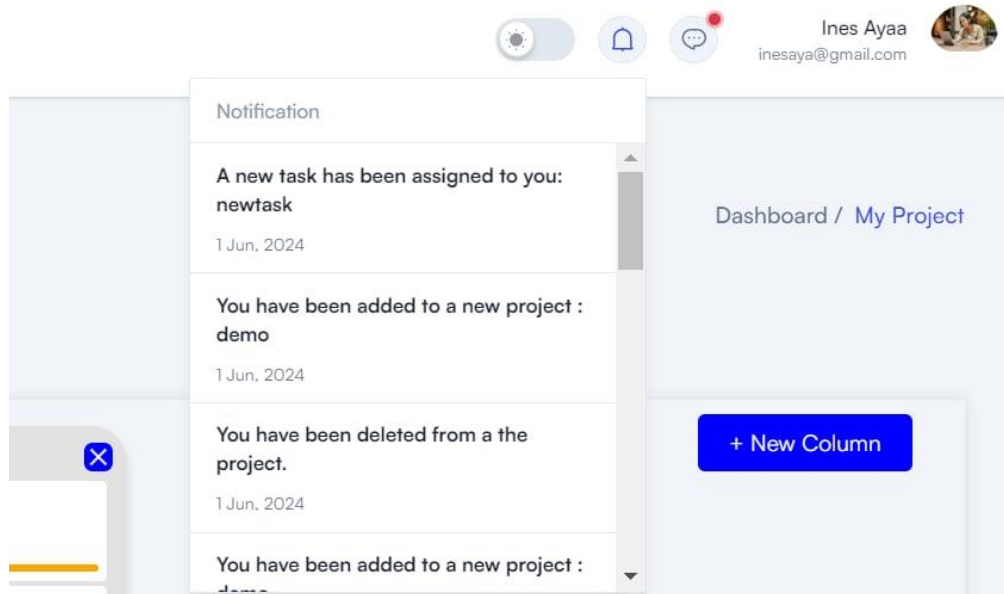 Ines Ayaa
inesaya@gmail.com
Notification
A new task has been assigned to you:
newtask
1 Jun, 2024
You have been added to a new project :
demo
1 Jun, 2024
You have been deleted from a the
project.
1 Jun, 2024
You have been added to a new project :
demo
Dashboard / My Project
+ New Column